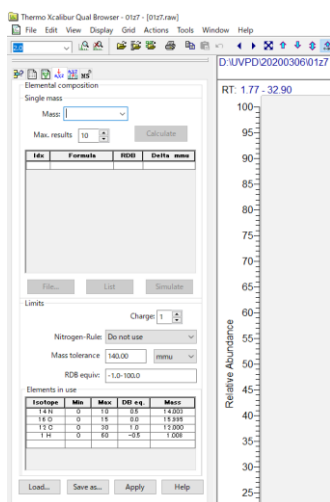 Thermo Xcalibur Qual Browser - 01z7 - [01z7.raw]
File Edit View Display Grid Actions Tools Window Help
D:\UVPD\20200306\01z7
Elemental composition
Single mass
Mass:
Max. results 10 Calculate
Idx Formula RDB Delta mmu
File... List Simulate
Limits
Charge: 1
Nitrogen-Rule: Do not use
Mass tolerance 140.00 mmu
RDB equiv: -1.0-100.0
Elements in use
Isotope Min Max DB eq. Mass
14 N 0 10 0.5 14.003
16 O 0 15 0.0 15.995
12 C 0 30 1.0 12.000
1 H 0 60 -0.5 1.008
Load... Save as... Apply Help
RT: 1.77 - 32.90
100
95
90
85
80
75
70
65
60
55
50
45
40
35
30
25
Relative Abundance